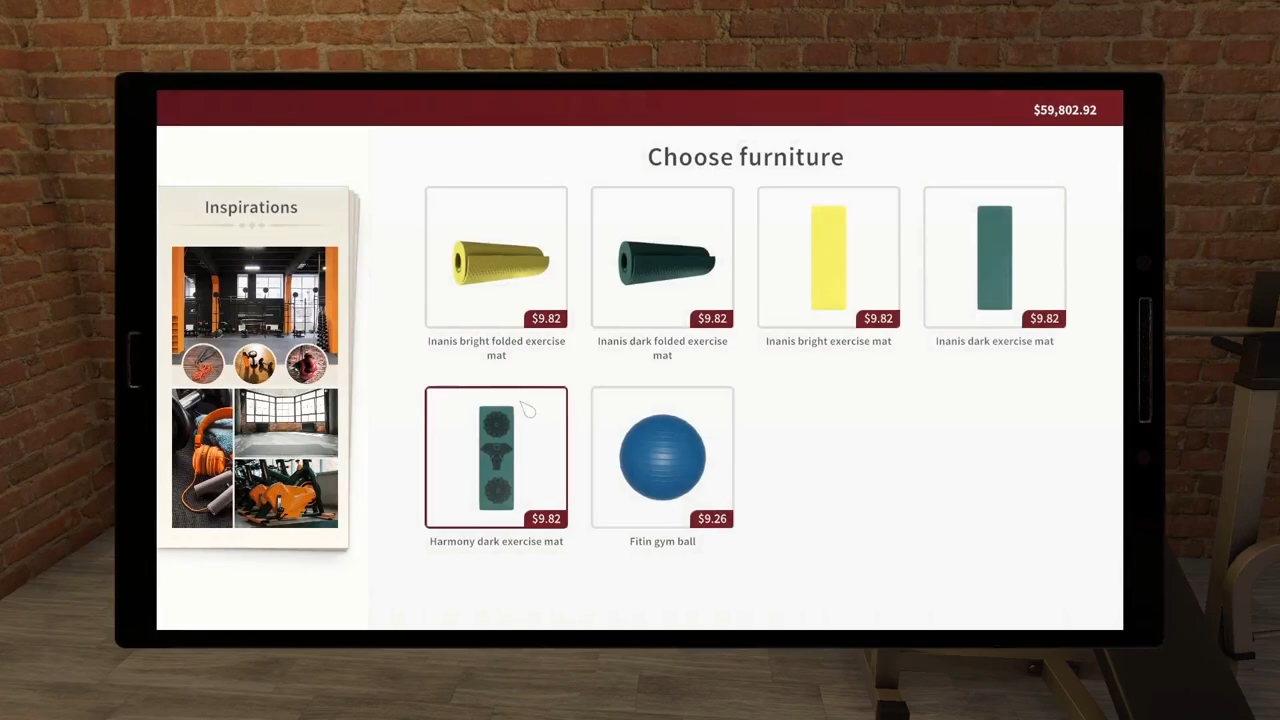 $59,802.92
Choose furniture
Inspirations
$9.82
$9.82
$9.82
$9.82
Inanis bright folded exercise
mat
Inanis dark folded exercise
mat
Inanis bright exercise mat
Inanis dark exercise mat
$9.82
$9.26
Harmony dark exercise mat
Fitin gym ball